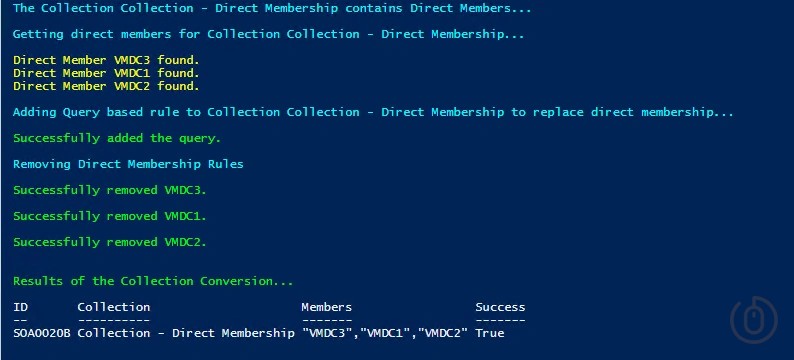 The Collection Collection - Direct Membership contains Direct Members...
Getting direct members for Collection Collection - Direct Membership...
Direct Member VMDC3 found.
Direct Member VMDC1 found.
Direct Member VMDC2 found.
Adding Query based rule to Collection Collection - Direct Membership to replace direct membership...
Successfully added the query.
Removing Direct Membership Rules
Successfully removed VMDC3.
Successfully removed VMDC1.
Successfully removed VMDC2.
Results of the Collection Conversion...
ID Collection Members Success
-- ---------- ------- -------
SOA0020B Collection - Direct Membership "VMDC3","VMDC1","VMDC2" True